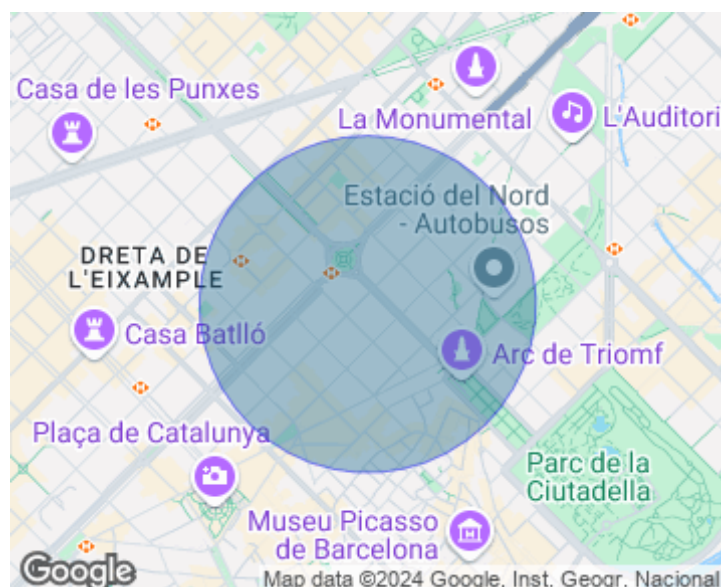 Casa de les Punxes
La Monumental
L'Auditori
Estació del Nord
- Autobusos
DRETA DE
L'EIXAMPLE
Casa Batlló
Arc de Triomf
Plaça de Catalunya
Parc de la
Ciutadella
Museu Picasso
de Barcelona
Google
Map data ©2024 Google, Inst. Geogr. Nacional